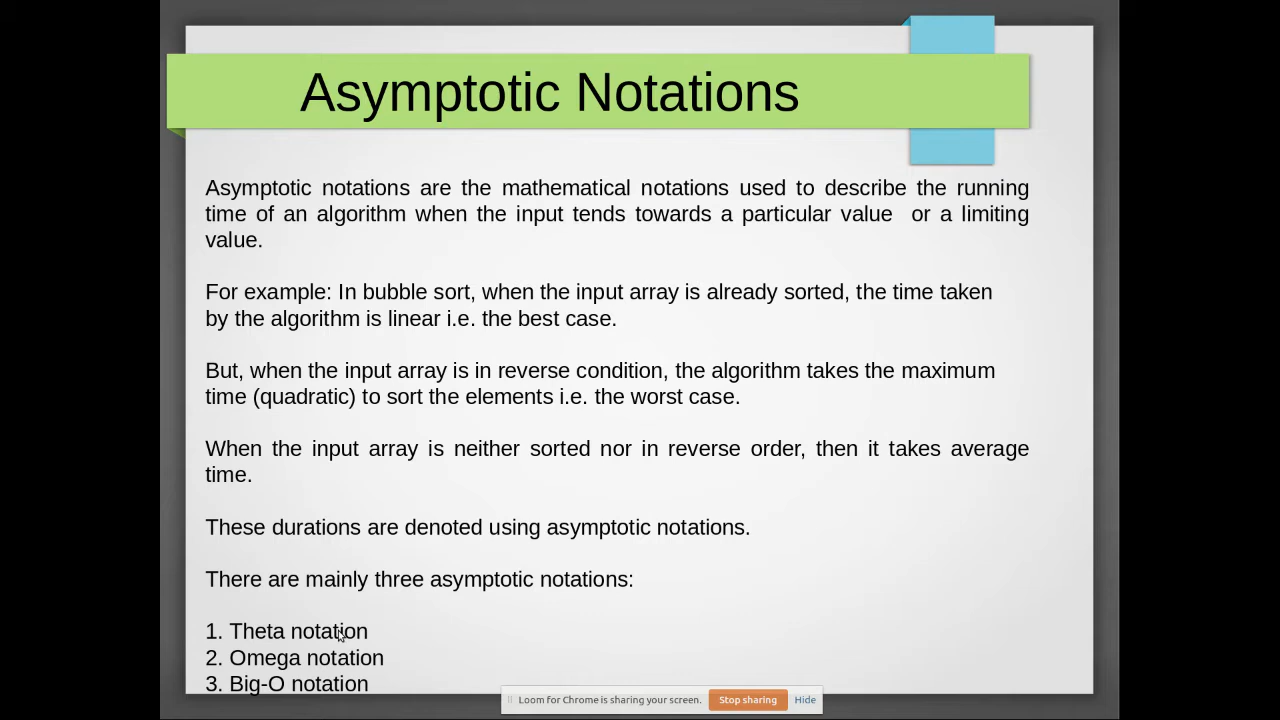 Asymptotic Notations
Asymptotic notations are the mathematical notations used to describe the running
time of an algorithm when the input tends towards a particular value or a limiting
value.
For example: In bubble sort, when the input array is already sorted, the time taken
by the algorithm is linear i.e. the best case.
But, when the input array is in reverse condition, the algorithm takes the maximum
time (quadratic) to sort the elements i.e. the worst case.
When the input array is neither sorted nor in reverse order, then it takes average
time.
These durations are denoted using asymptotic notations.
There are mainly three asymptotic notations:
1. Theta notation
2. Omega notation
3. Big-O notation
Loom for Chrome is sharing your screen. Stop sharing Hide